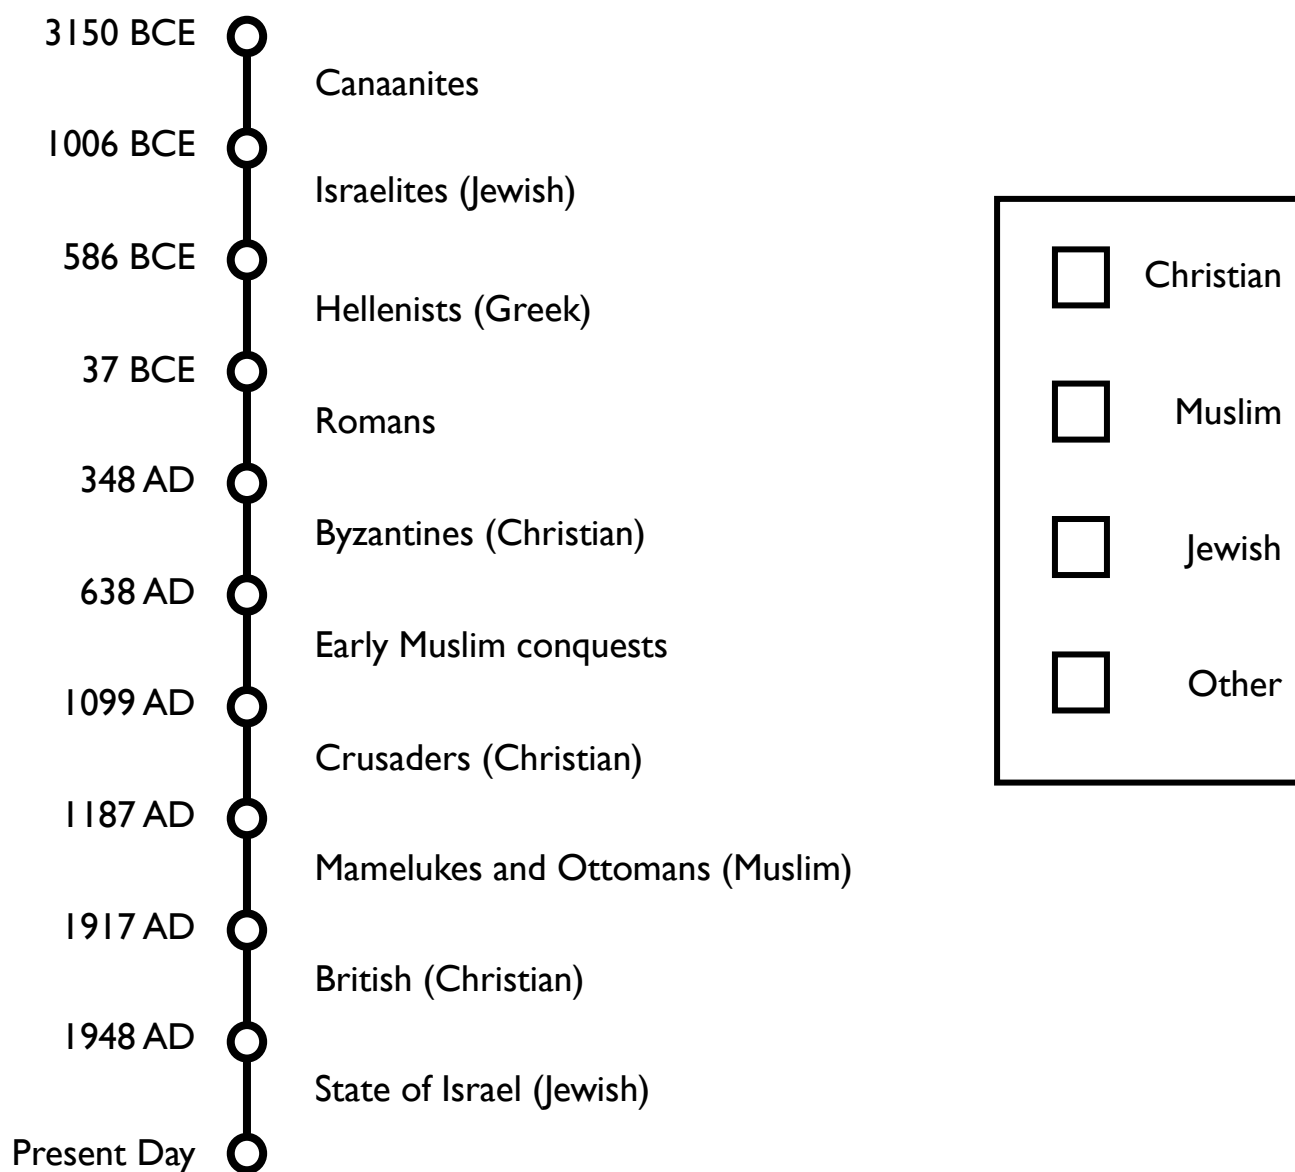 3150 BCE
Canaanites
1006 BCE
Israelites (Jewish)
586 BCE
Hellenists (Greek)
37 BCE
Romans
348 AD
Byzantines (Christian)
638 AD
Early Muslim conquests
1099 AD
Crusaders (Christian)
1187 AD
Mamelukes and Ottomans (Muslim)
1917 AD
British (Christian)
1948 AD
State of Israel (Jewish)
Present Day
Christian
Muslim
Jewish
Other